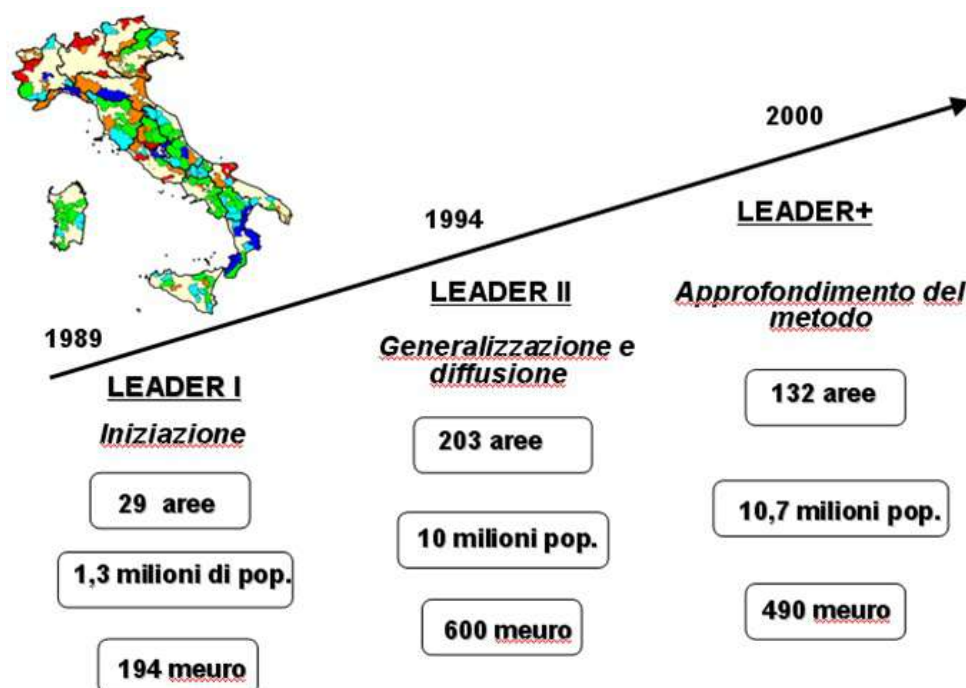 1989
LEADER I
Iniziazione
29 aree
1,3 milioni di pop.
194 meuro
1994
LEADER II
Generalizzazione e
diffusione
203 aree
10 milioni pop.
600 meuro
2000
LEADER+
Approfondimento del
metodo
132 aree
10,7 milioni pop.
490 meuro